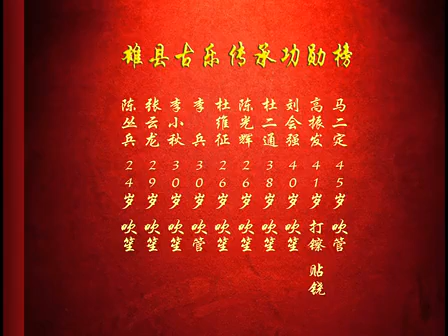 雄县古乐传承功勋榜
马二定 45岁 吹管
高振发 41岁 打镲 贴铙
刘会强 40岁 吹笙
杜二通 38岁 吹笙
陈光辉 26岁 吹笙
杜维征 26岁 吹笙
李兵 30岁 吹管
李小秋 30岁 吹笙
张云龙 29岁 吹笙
陈丛兵 24岁 吹笙